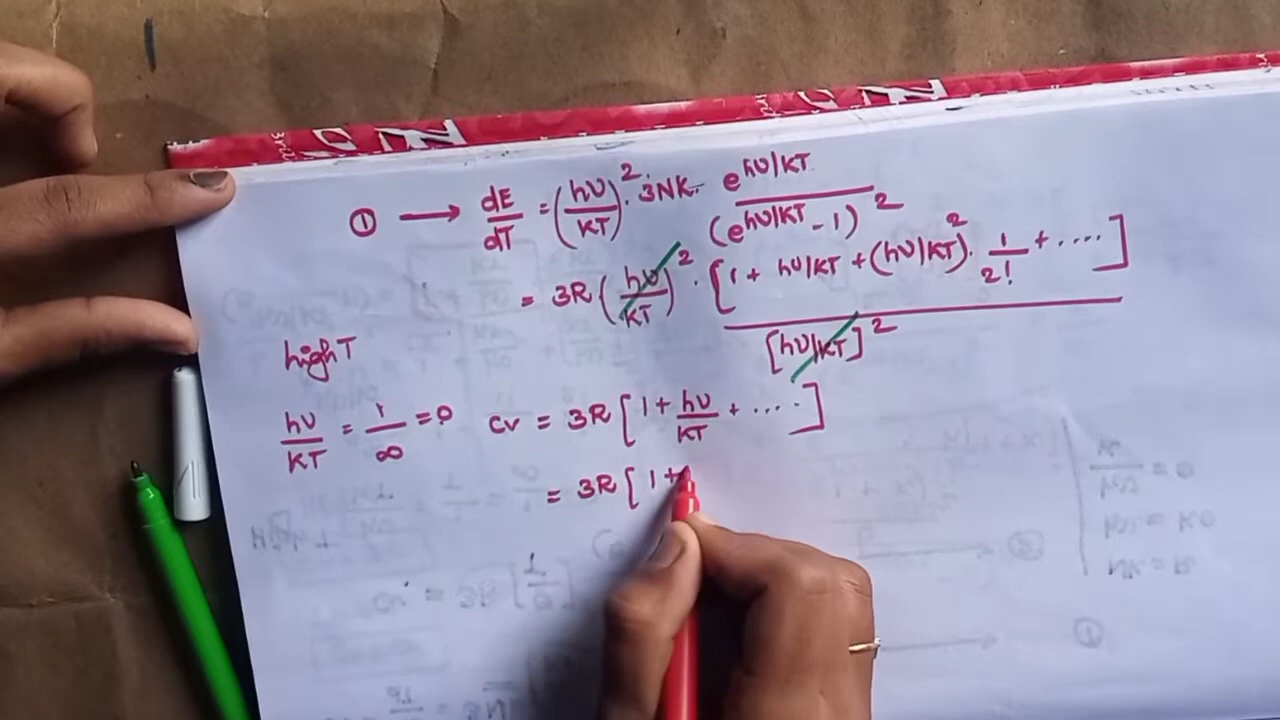 ① → dE/dT = (hυ/KT)². 3NK. e^hυ/KT / (e^hυ/KT - 1)²
= 3R (hυ/KT)² . [1 + hυ/KT + (hυ/KT)². 1/2! + ....] / [hυ/KT]²
high T
hυ/KT = 1/∞ = 0 Cv = 3R [1 + hυ/KT + ....]
= 3R [1 +